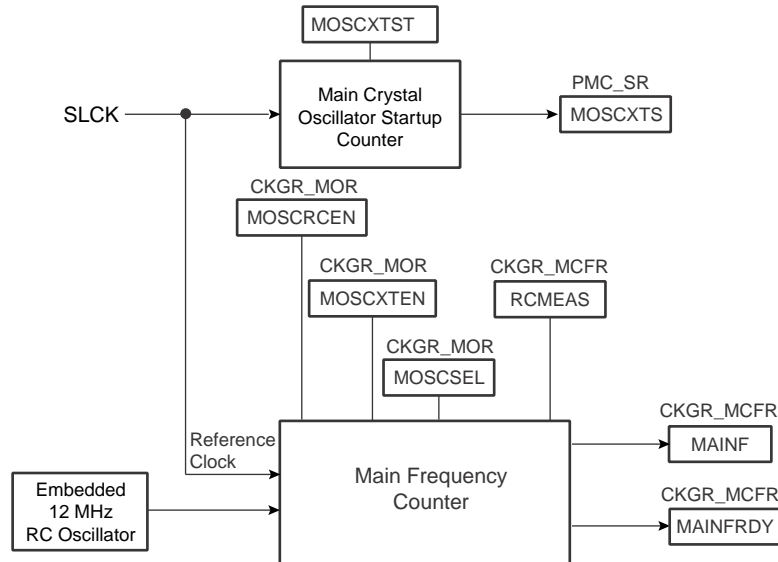 MOSCXTST
PMC_SR
SLCK
Main Crystal
Oscillator Startup
Counter
MOSCXTS
CKGR_MOR
MOSCRCEN
CKGR_MOR
MOSCXTEN
CKGR_MCFR
RCMEAS
CKGR_MOR
MOSCSEL
CKGR_MCFR
MAINF
Reference
Clock
Main Frequency
Counter
Embedded
12 MHz
RC Oscillator
CKGR_MCFR
MAINFRDY